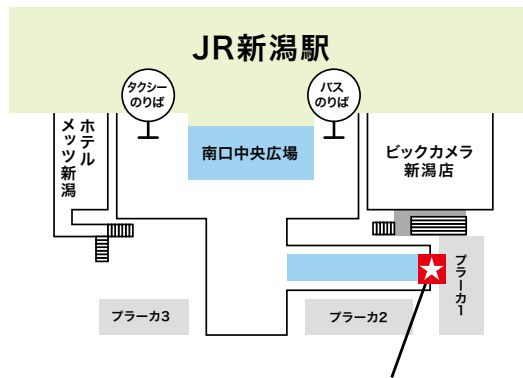 JR新潟駅
タクシー
のりば
バス
のりば
ホテル
メッツ新潟
南口中央広場
ビックカメラ
新潟店
プラーカ1
プラーカ3
プラーカ2